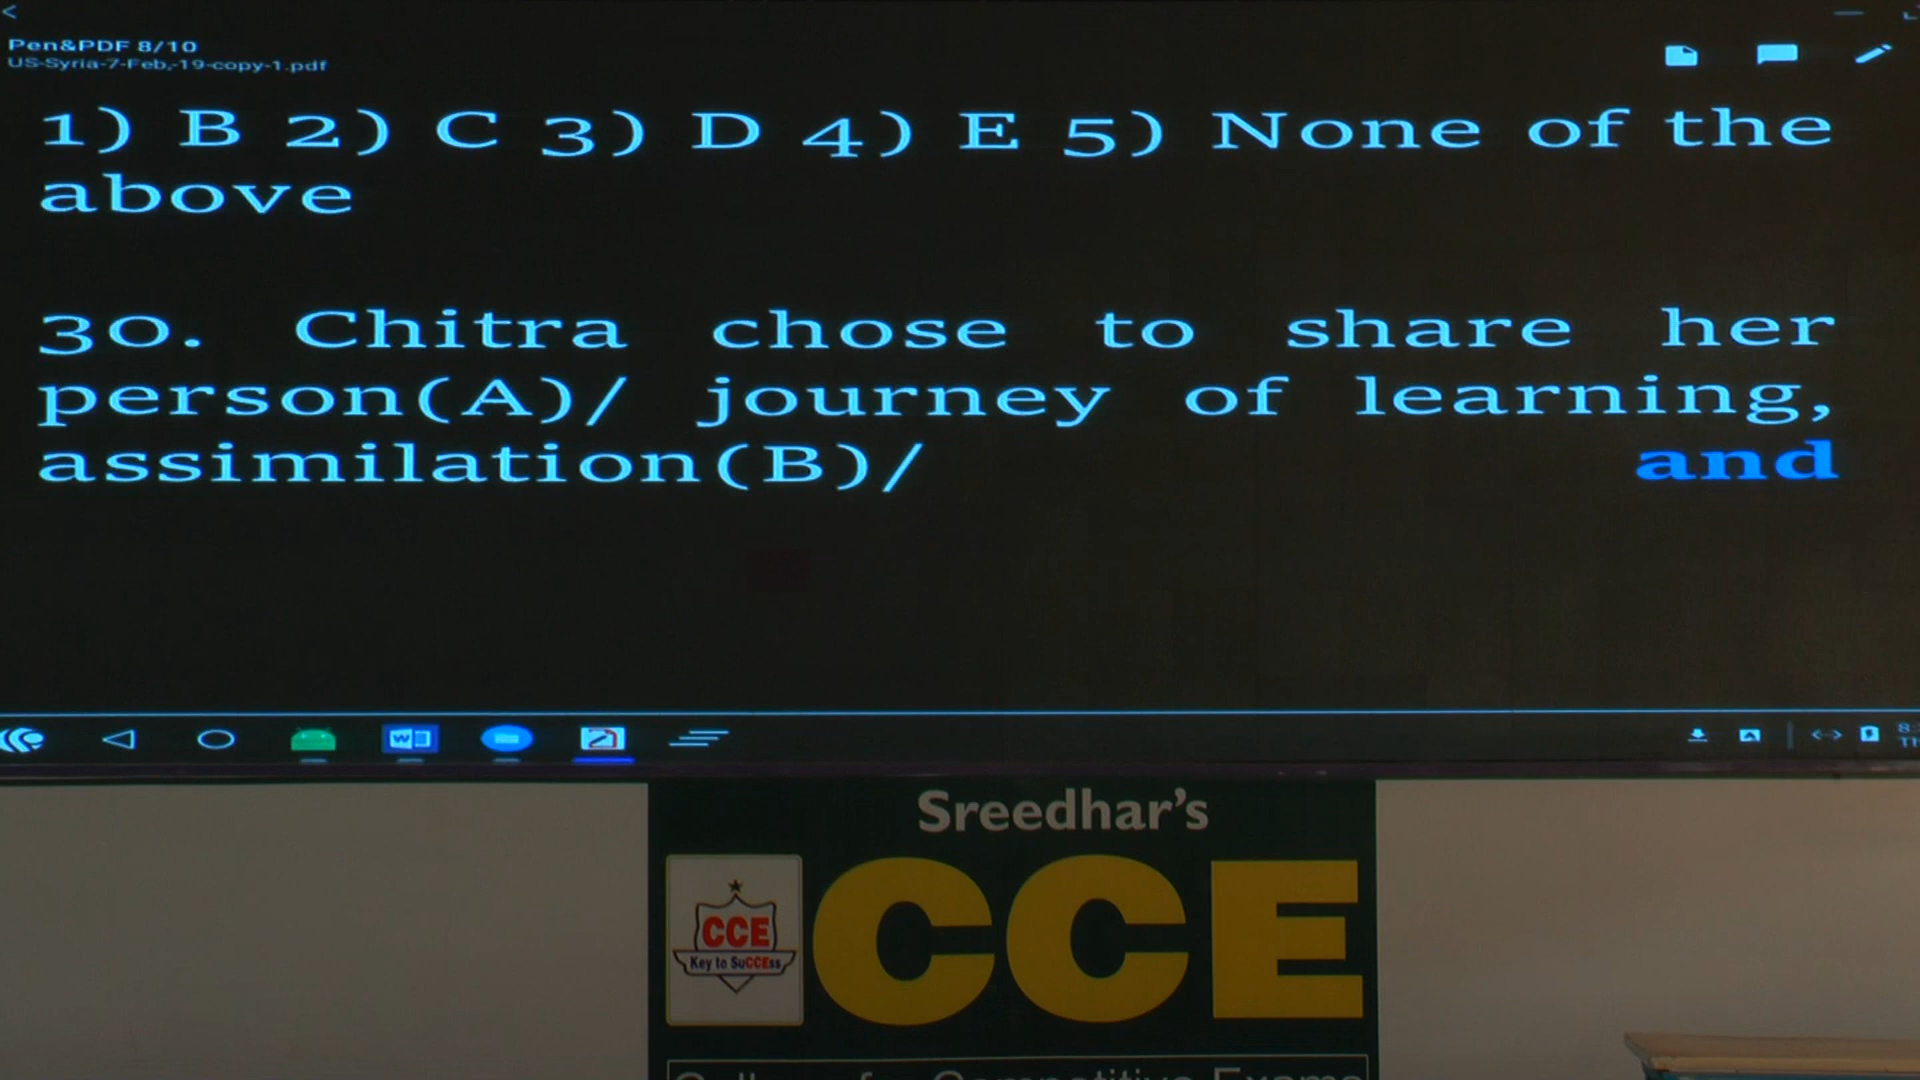 Pen&PDF 8/10
US-Syria-7-Feb,-19-copy-1.pdf
1) B 2) C 3) D 4) E 5) None of the
above
30. Chitra chose to share her
person(A)/ journey of learning,
assimilation(B)/ and
Sreedhar's
CCE
CCE
Key to SuCCEss